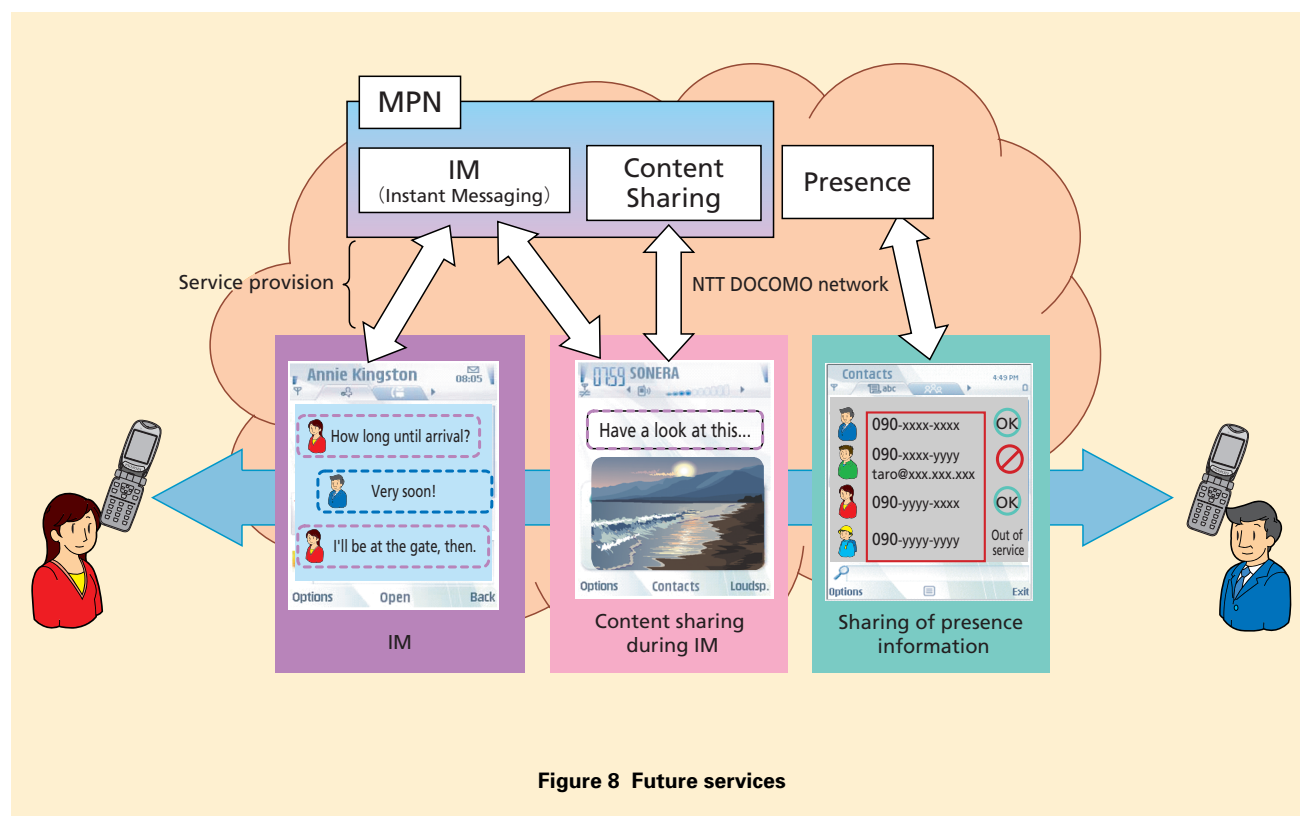 MPN
IM
（Instant Messaging）
Content
Sharing
Presence
Service provision
NTT DOCOMO network
Annie Kingston
08:05
How long until arrival?
Very soon!
I'll be at the gate, then.
Options Open Back
IM
07:59 SONERA
Have a look at this...
Options Contacts Loudsp.
Content sharing
during IM
Contacts
4:49 PM
abc
090-xxxx-xxxx OK
090-xxxx-yyyy
taro@xxx.xxx.xxx
090-yyyy-xxxx OK
090-yyyy-yyyy
Out of
service
Options Exit
Sharing of presence
information
Figure 8 Future services